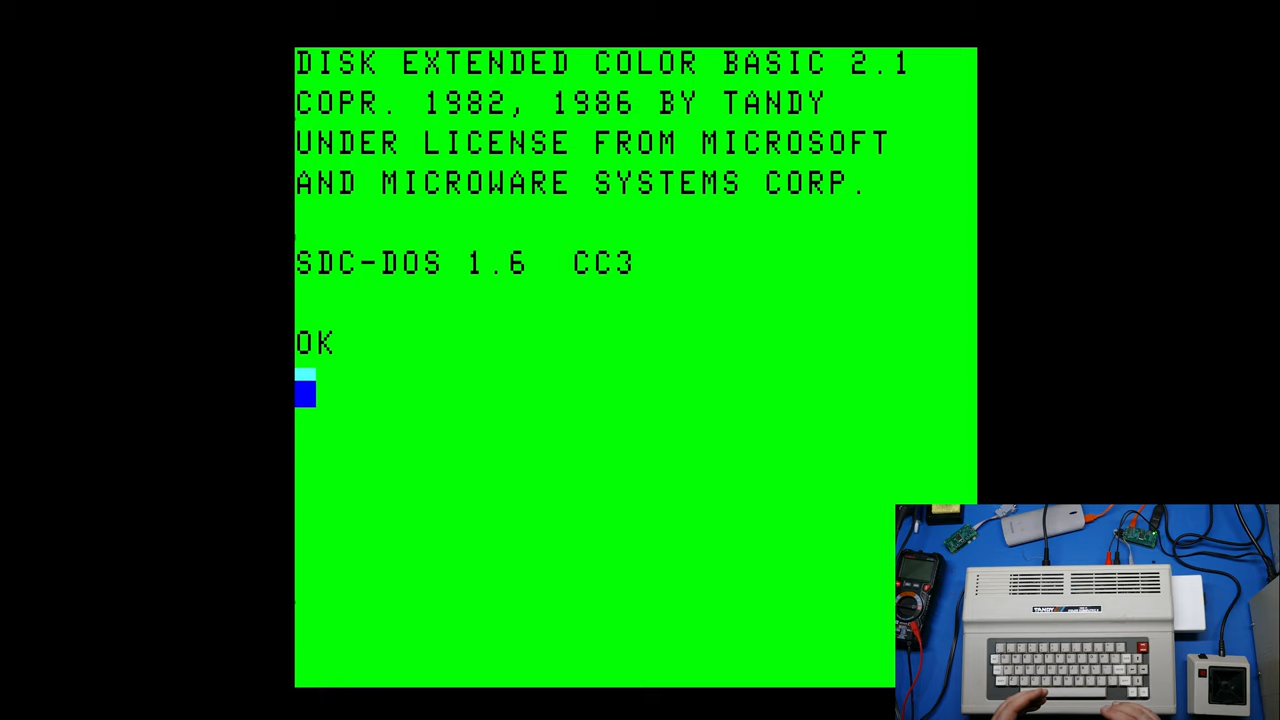 DISK EXTENDED COLOR BASIC 2.1
COPR. 1982, 1986 BY TANDY
UNDER LICENSE FROM MICROSOFT
AND MICROWARE SYSTEMS CORP.
SDC-DOS 1.6  CC3
OK
TANDY